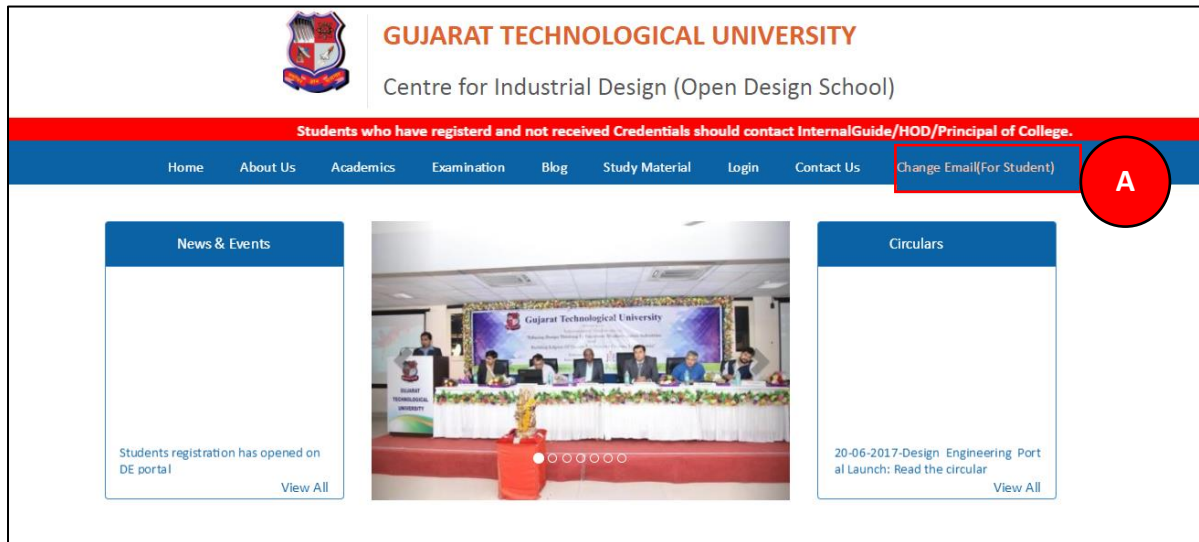 GUJARAT TECHNOLOGICAL UNIVERSITY
Centre for Industrial Design (Open Design School)
Students who have registerd and not received Credentials should contact InternalGuide/HOD/Principal of College.
Home About Us Academics Examination Blog Study Material Login Contact Us Change Email(For Student)
A
News & Events
Students registration has opened on
DE portal
View All
Gujarat Technological University
GUJARAT
TECHNOLOGICAL
UNIVERSITY
Circulars
20-06-2017-Design Engineering Port
al Launch: Read the circular
View All